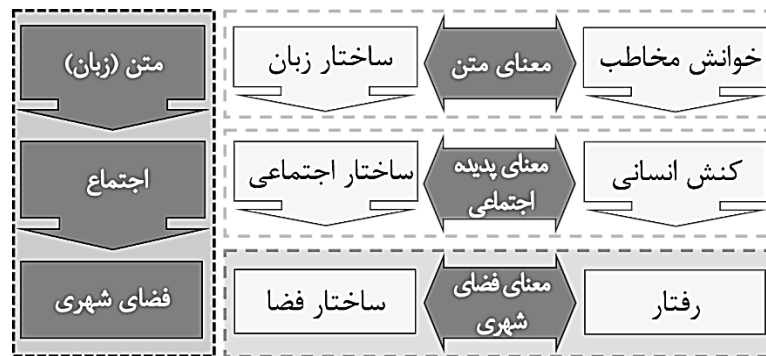 متن (زبان)
خوانش مخاطب
معنای متن
ساختار زبان
اجتماع
کنش انسانی
معنای پدیده
اجتماعی
ساختار اجتماعی
فضای شهری
رفتار
معنای فضای
شهری
ساختار فضا